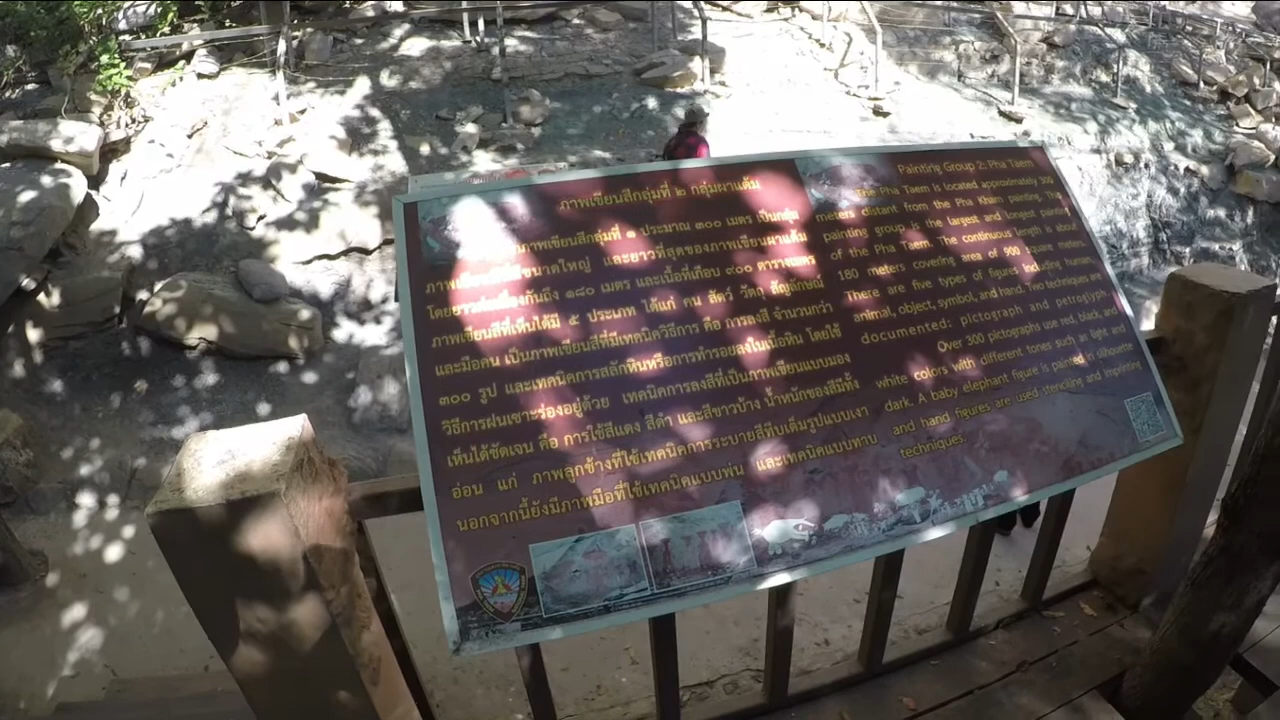 ภาพเขียนสีกลุ่มที่ ๒ กลุ่มผาแต้ม
ภาพเขียนสีกลุ่มที่ ๑ ประมาณ ๓๐๐ เมตร เป็นกลุ่ม
ขนาดใหญ่ และยาวที่สุดของภาพเขียนผาแต้ม
กันถึง ๑๘๐ เมตร และเนื้อที่เกือบ ๙๐๐ ตารางเมตร
ภาพเขียนสีที่เห็นได้มี ๕ ประเภท ได้แก่ คน สัตว์ วัตถุ สัญลักษณ์
และมือคน เป็นภาพเขียนสีที่มีเทคนิควิธีการ คือ การลงสี จำนวนกว่า
๓๐๐ รูป และเทคนิคการสลักหินหรือการทำรอยลงในเนื้อหิน โดยใช้
วิธีการฝนเซาะร่องอยู่ด้วย เทคนิคการลงสีที่เป็นภาพเขียนแบบมอง
เห็นได้ชัดเจน คือ การใช้สีแดง สีดำ และสีขาวบ้าง น้ำหนักของสีมีทั้ง
อ่อน แก่ ภาพลูกช้างที่ใช้เทคนิคการระบายสีทึบเต็มรูปแบบเงา
นอกจากนี้ยังมีภาพมือที่ใช้เทคนิคแบบพ่น และเทคนิคแบบทาบ
Painting Group 2: Pha Taem
The Pha Taem is located approximately 300
meters distant from the Pha Kham painting. This
painting group is the largest and longest painting
of the Pha Taem. The continuous length is about
180 meters covering area of 900 square meters.
There are five types of figures including human,
animal, object, symbol, and hand. Two techniques are
documented: pictograph and petroglyph.
Over 300 pictographs use red, black, and
white colors with different tones such as light and
dark. A baby elephant figure is painted in silhouette
and hand figures are used stenciling and imprinting
techniques.